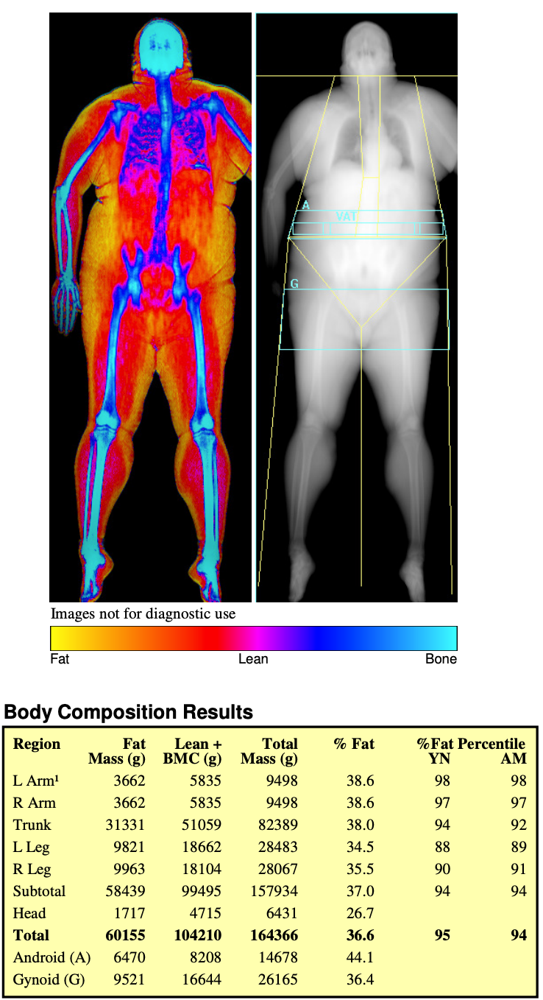 A
VAT
G
Images not for diagnostic use
Fat Lean Bone
Body Composition Results
Region Fat Mass (g) Lean + BMC (g) Total Mass (g) % Fat %Fat Percentile YN AM
L Arm¹ 3662 5835 9498 38.6 98 98
R Arm 3662 5835 9498 38.6 97 97
Trunk 31331 51059 82389 38.0 94 92
L Leg 9821 18662 28483 34.5 88 89
R Leg 9963 18104 28067 35.5 90 91
Subtotal 58439 99495 157934 37.0 94 94
Head 1717 4715 6431 26.7
Total 60155 104210 164366 36.6 95 94
Android (A) 6470 8208 14678 44.1
Gynoid (G) 9521 16644 26165 36.4